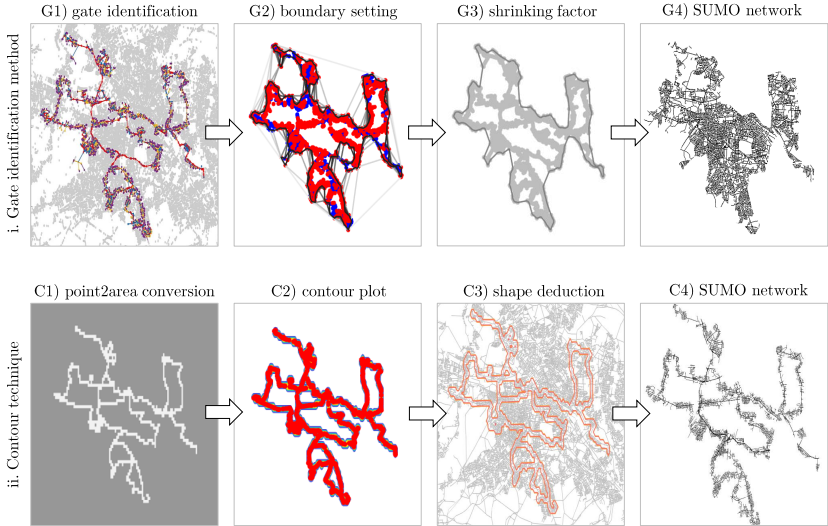 G1) gate identification
G2) boundary setting
G3) shrinking factor
G4) SUMO network
i. Gate identification method
C1) point2area conversion
C2) contour plot
C3) shape deduction
C4) SUMO network
ii. Contour technique